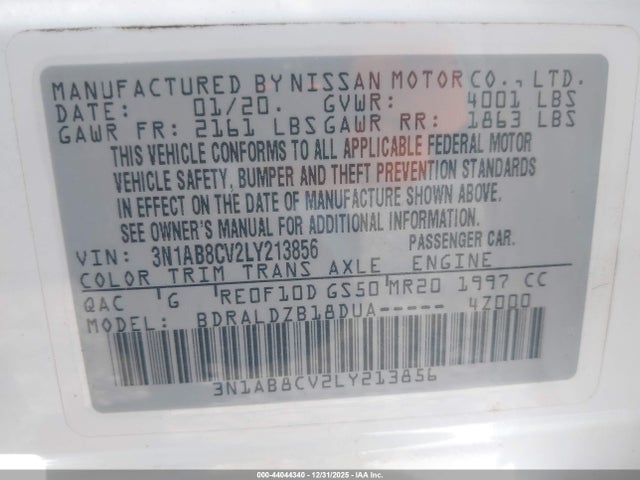 MANUFACTURED BY NISSAN MOTOR CO., LTD.
DATE: 01/20. GVWR: 4001 LBS
GAWR FR: 2161 LBS GAWR RR: 1863 LBS
THIS VEHICLE CONFORMS TO ALL APPLICABLE FEDERAL MOTOR
VEHICLE SAFETY, BUMPER AND THEFT PREVENTION STANDARDS
IN EFFECT ON THE DATE OF MANUFACTURE SHOWN ABOVE.
SEE OWNER'S MANUAL FOR ADDITIONAL INFORMATION.
VIN: 3N1AB8CV2LY213856 PASSENGER CAR.
COLOR TRIM TRANS AXLE ENGINE
QAC G RE0F10D GS50 MR20 1997 CC
MODEL: BDRALDZB18DUA----- 4Z000
3N1AB8CV2LY213856
000-44044340 - 12/31/2025 - IAA, Inc.